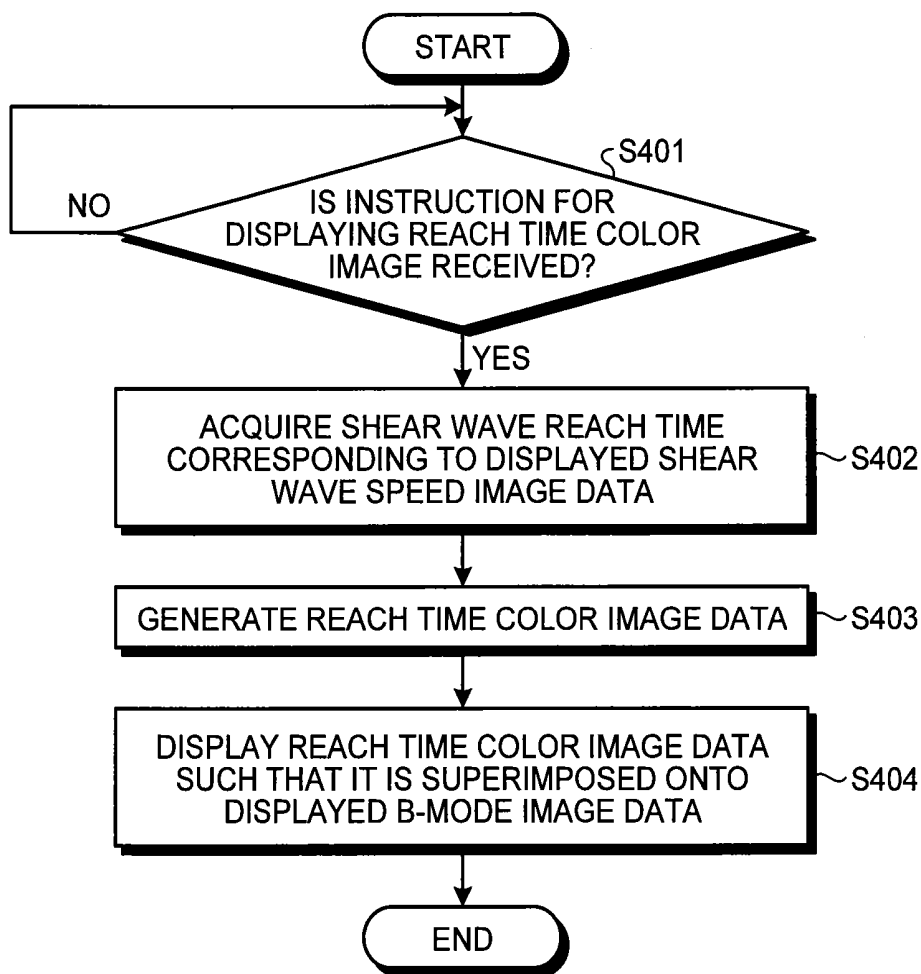 START
S401
IS INSTRUCTION FOR
DISPLAYING REACH TIME COLOR
IMAGE RECEIVED?
NO
YES
ACQUIRE SHEAR WAVE REACH TIME
CORRESPONDING TO DISPLAYED SHEAR
WAVE SPEED IMAGE DATA
S402
GENERATE REACH TIME COLOR IMAGE DATA
S403
DISPLAY REACH TIME COLOR IMAGE DATA
SUCH THAT IT IS SUPERIMPOSED ONTO
DISPLAYED B-MODE IMAGE DATA
S404
END